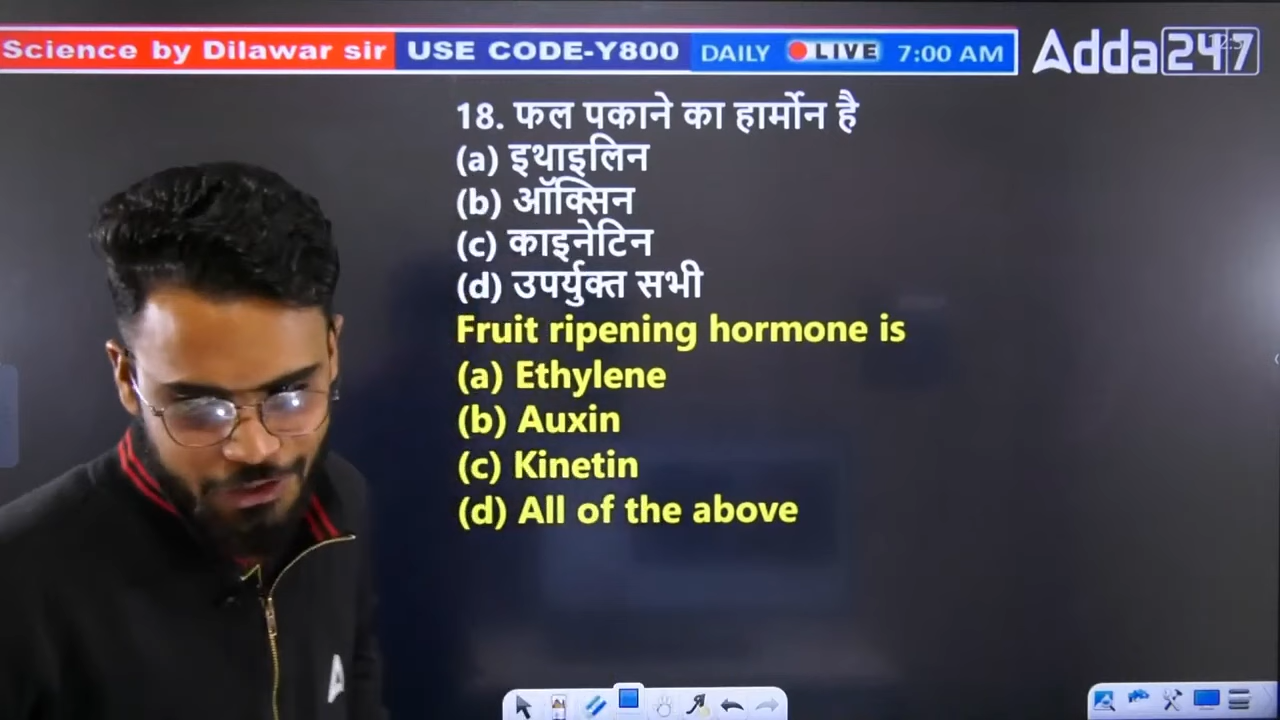 Science by Dilawar sir USE CODE-Y800 DAILY LIVE 7:00 AM Adda247
18. फल पकाने का हार्मोन है
(a) इथाइलिन
(b) ऑक्सिन
(c) काइनेटिन
(d) उपर्युक्त सभी
Fruit ripening hormone is
(a) Ethylene
(b) Auxin
(c) Kinetin
(d) All of the above
A